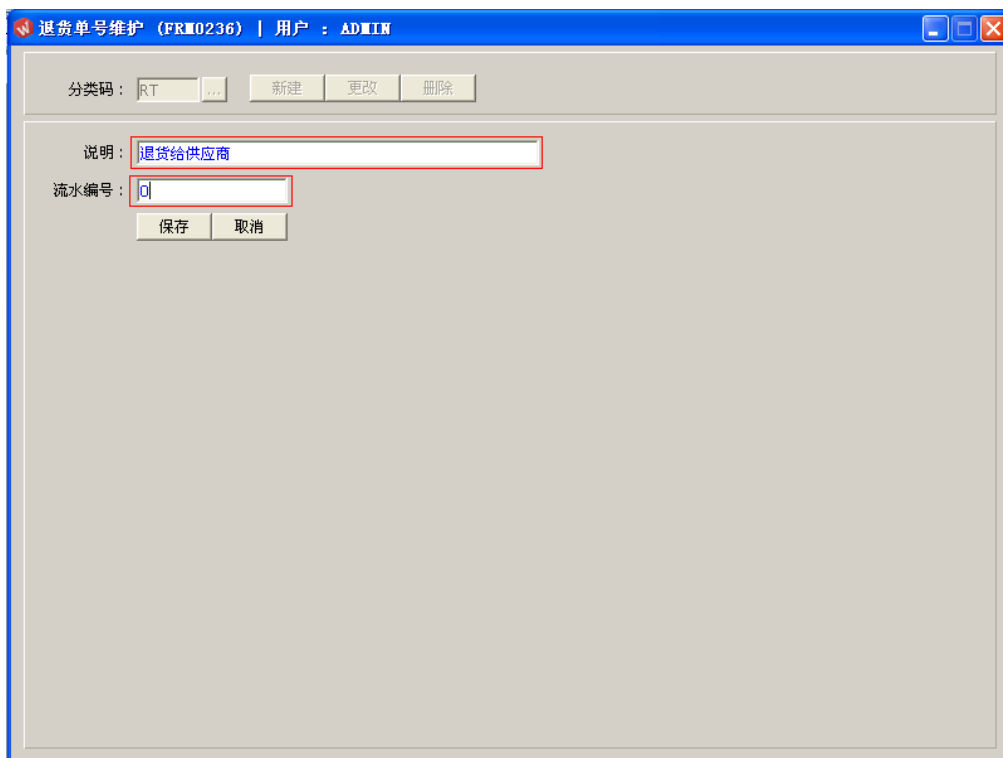 退货单号维护 (FRM0236) | 用户 : ADMIN
分类码： RT ... 新建 更改 删除
说明： 退货给供应商
流水编号： 0
保存 取消